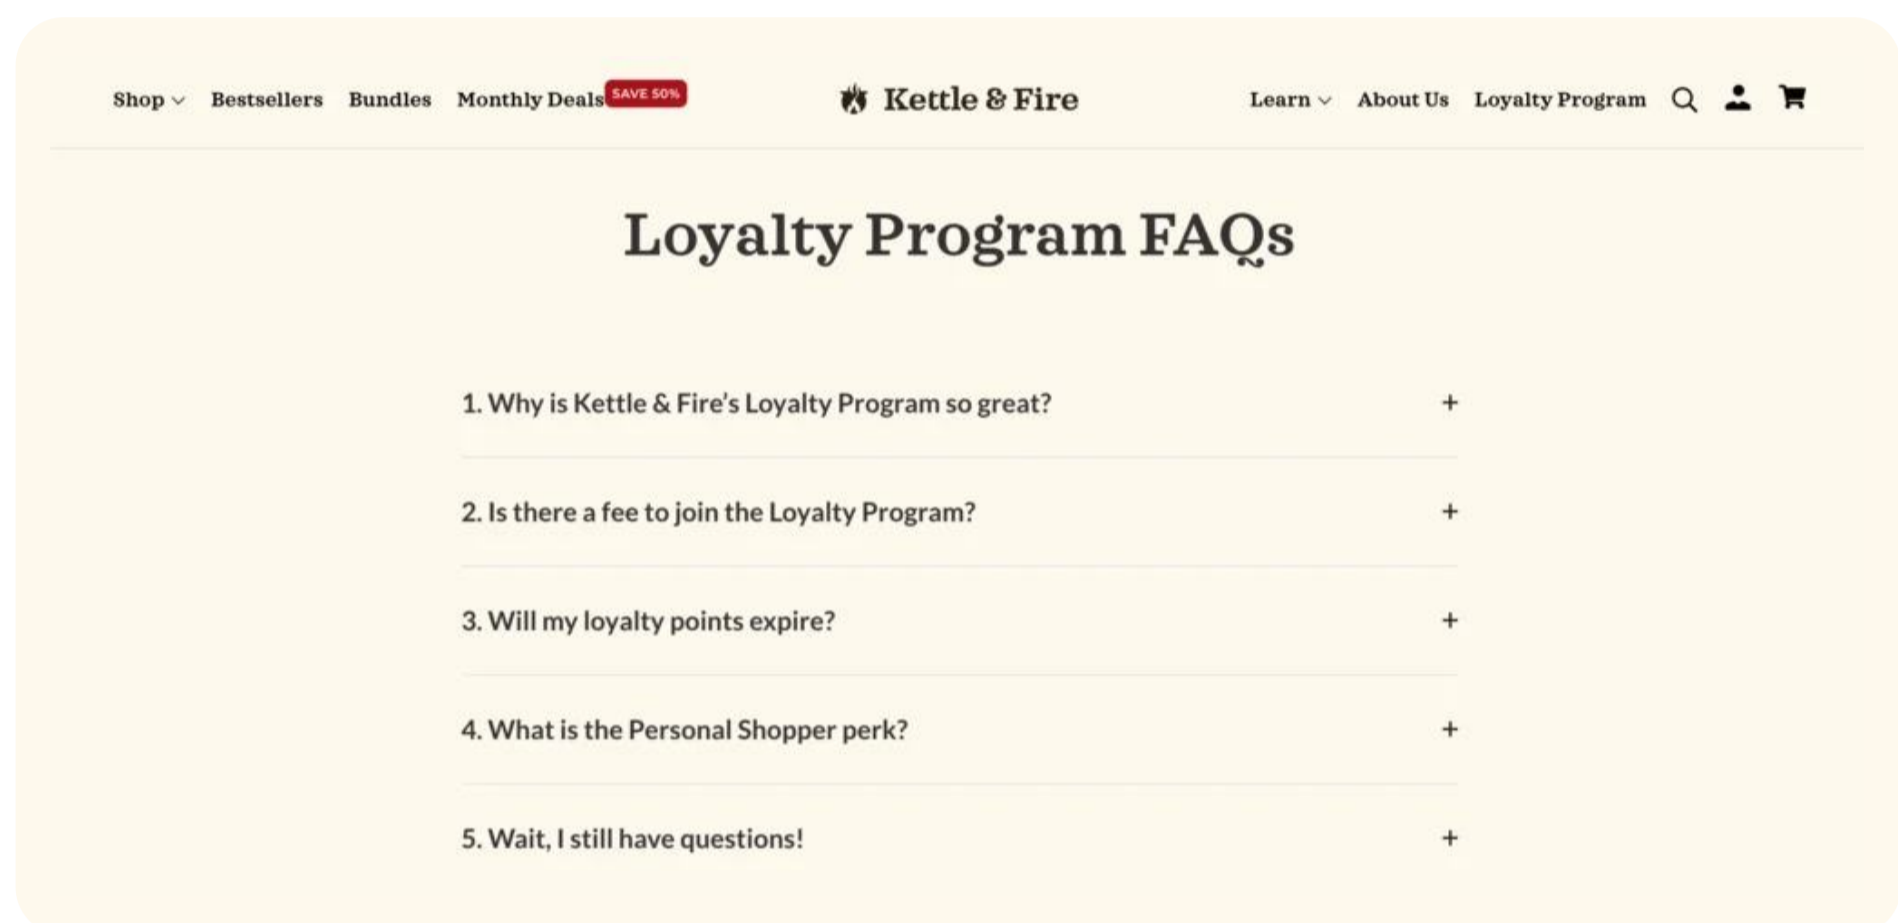 Shop Bestsellers Bundles Monthly Deals SAVE 50% Kettle & Fire Learn About Us Loyalty Program
Loyalty Program FAQs
1. Why is Kettle & Fire’s Loyalty Program so great? +
2. Is there a fee to join the Loyalty Program? +
3. Will my loyalty points expire? +
4. What is the Personal Shopper perk? +
5. Wait, I still have questions! +